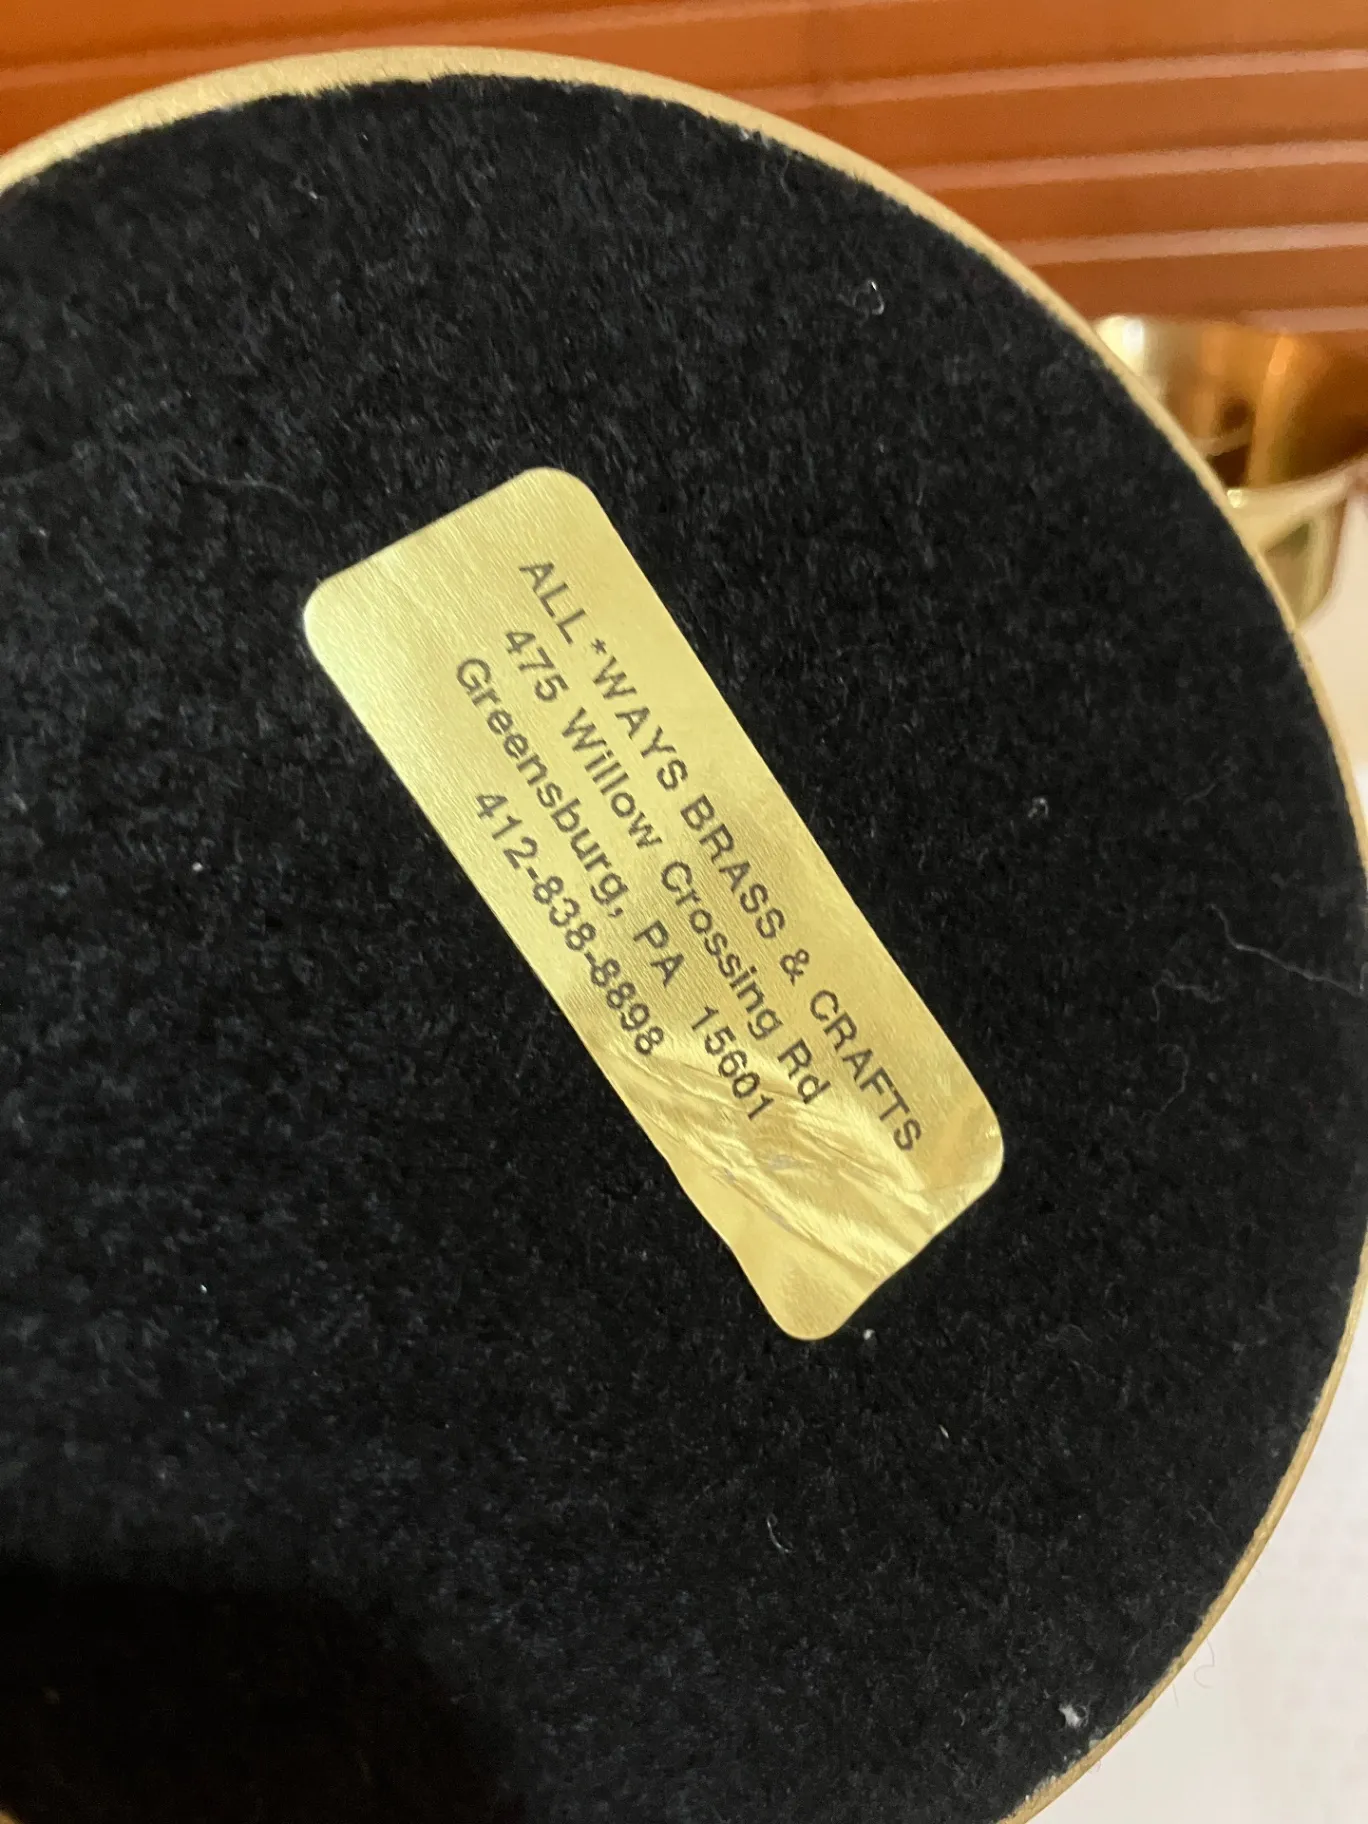 ALL *WAYS BRASS & CRAFTS
475 Willow Crossing Rd
Greensburg, PA 15601
412-838-8898